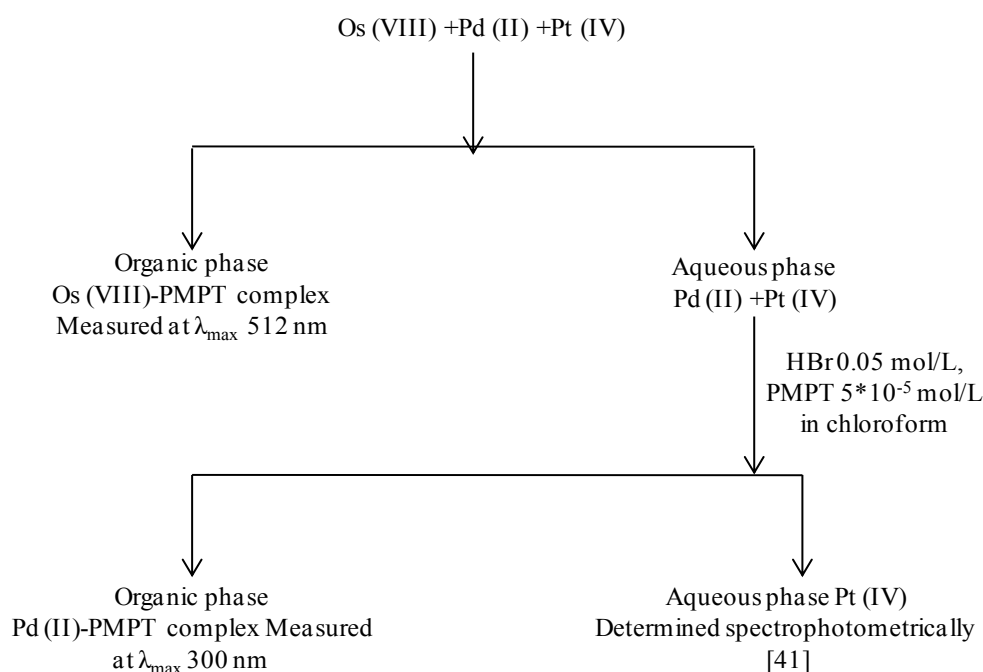 Os (VIII) +Pd (II) +Pt (IV)
Organic phase
Os (VIII)-PMPT complex
Measured at λmax 512 nm
Aqueous phase
Pd (II) +Pt (IV)
HBr 0.05 mol/L,
PMPT 5*10-5 mol/L
in chloroform
Organic phase
Pd (II)-PMPT complex Measured
at λmax 300 nm
Aqueous phase Pt (IV)
Determined spectrophotometrically
[41]